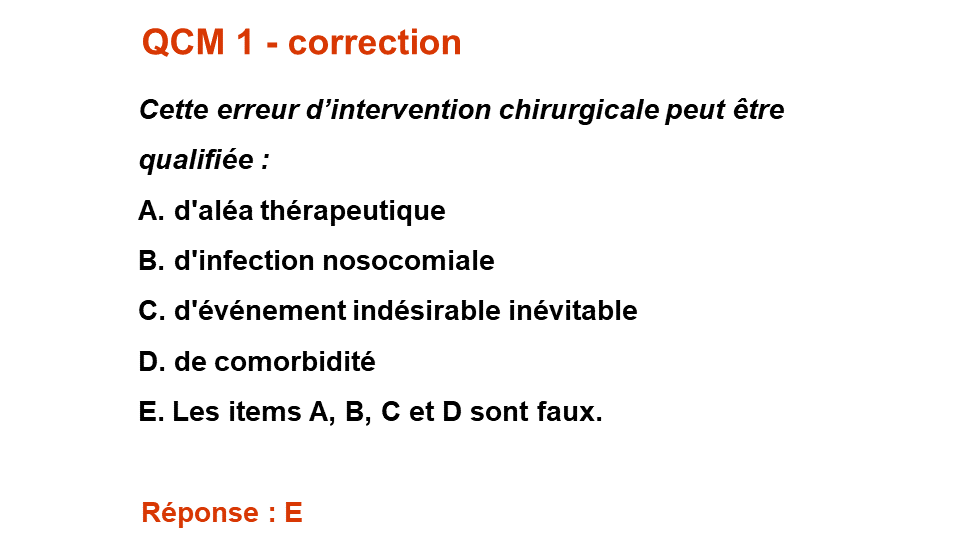 QCM 1 - correction
Cette erreur d’intervention chirurgicale peut être
qualifiée :
A. d'aléa thérapeutique
B. d'infection nosocomiale
C. d'événement indésirable inévitable
D. de comorbidité
E. Les items A, B, C et D sont faux.
Réponse : E